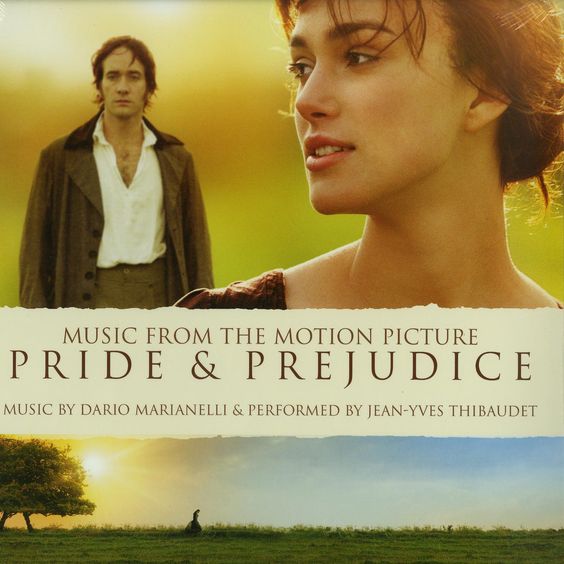 MUSIC FROM THE MOTION PICTURE
PRIDE & PREJUDICE
MUSIC BY DARIO MARIANELLI & PERFORMED BY JEAN-YVES THIBAUDET